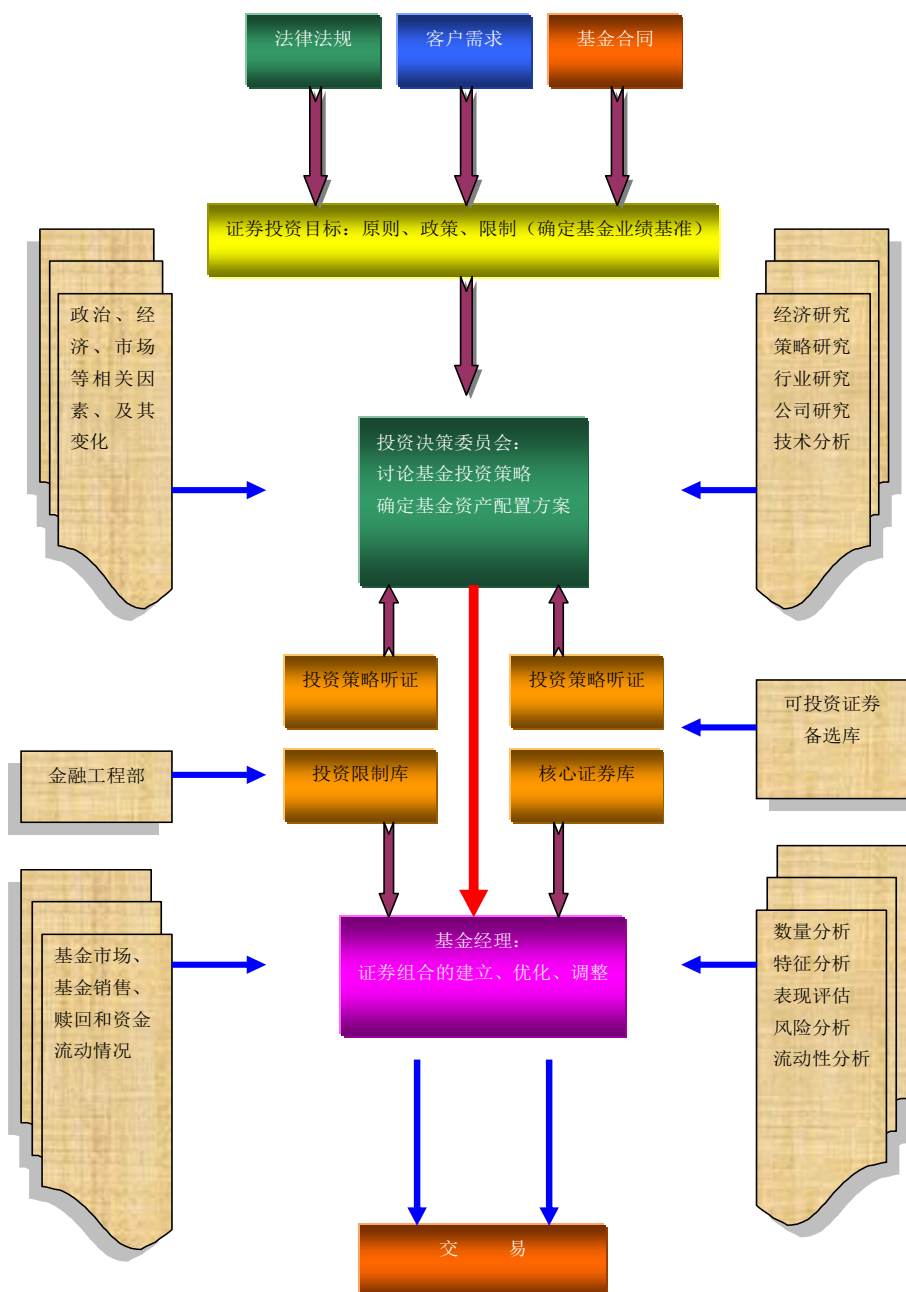 法律法规
客户需求
基金合同
证券投资目标：原则、政策、限制（确定基金业绩基准）
政治、经
济、市场
等相关因
素、及其
变化
经济研究
策略研究
行业研究
公司研究
技术分析
投资决策委员会：
讨论基金投资策略
确定基金资产配置方案
投资策略听证
投资策略听证
可投资证券
备选库
金融工程部
投资限制库
核心证券库
基金经理：
证券组合的建立、优化、调整
基金市场、
基金销售、
赎回和资金
流动情况
数量分析
特征分析
表现评估
风险分析
流动性分析
交 易